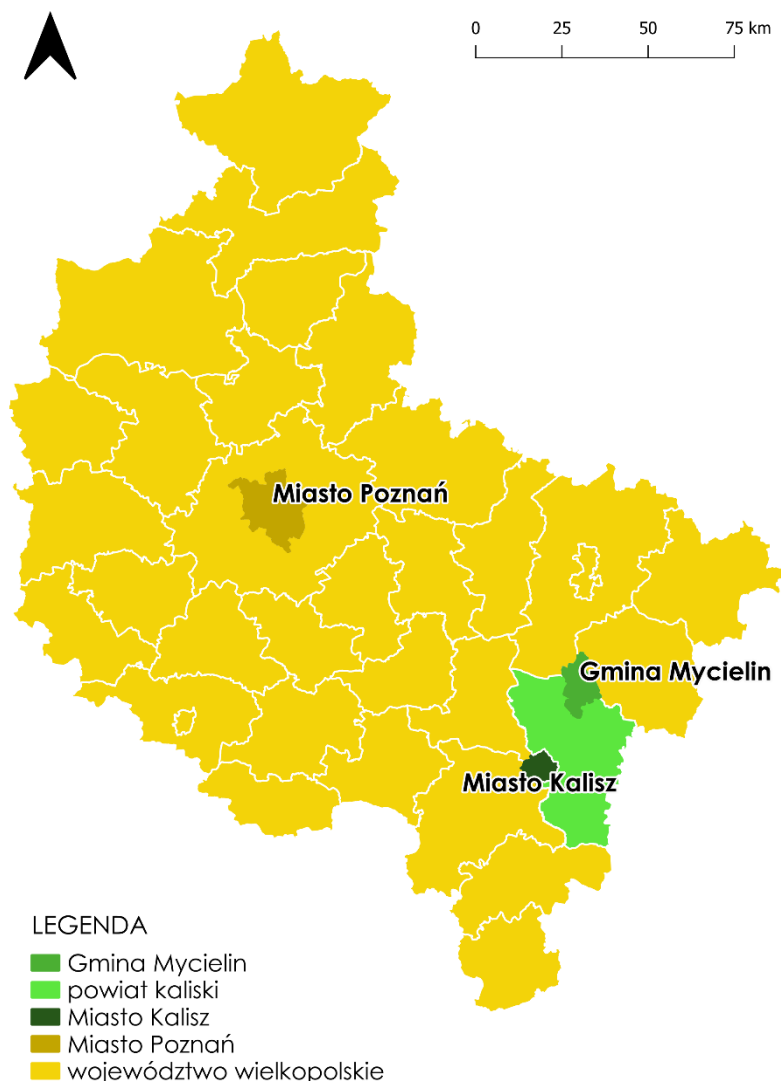 0 25 50 75 km
Miasto Poznań
Gmina Mycielin
Miasto Kalisz
LEGENDA
Gmina Mycielin
powiat kaliski
Miasto Kalisz
Miasto Poznań
województwo wielkopolskie